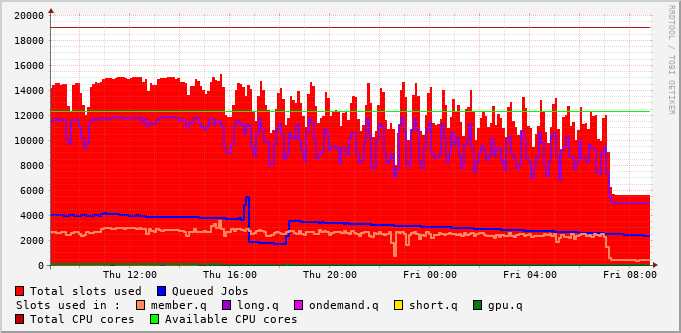 20000
18000
16000
14000
12000
10000
8000
6000
4000
2000
0
Thu 12:00 Thu 16:00 Thu 20:00 Fri 00:00 Fri 04:00 Fri 08:00
RRDTOOL / TOBI OETIKER
Total slots used Queued Jobs
Slots used in : member.q long.q ondemand.q short.q gpu.q
Total CPU cores Available CPU cores